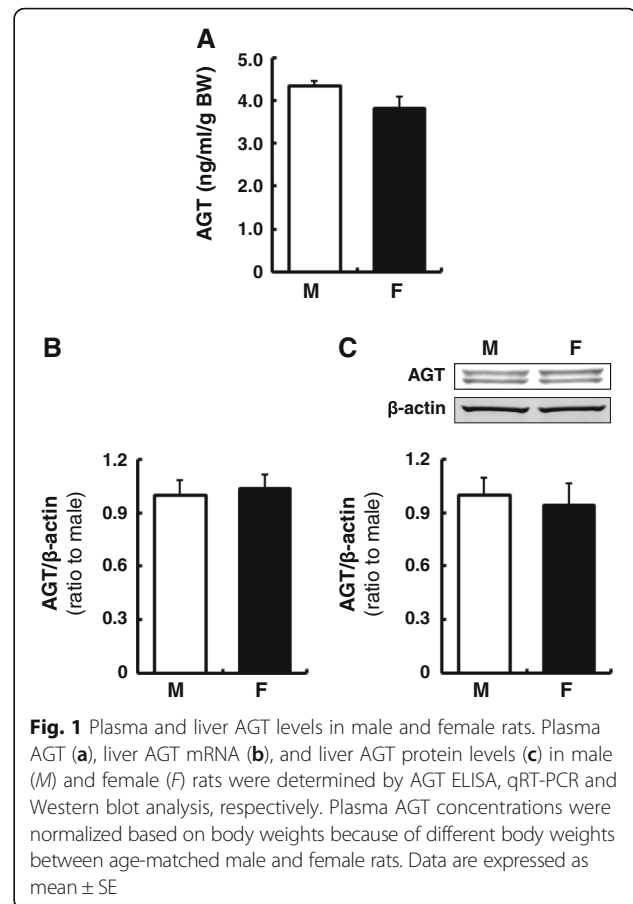 A
5.0
4.0
3.0
2.0
1.0
0
AGT (ng/ml/g BW)
M F
B
1.2
0.9
0.6
0.3
0
AGT/β-actin
(ratio to male)
M F
C
M F
AGT
β-actin
1.2
0.9
0.6
0.3
0
AGT/β-actin
(ratio to male)
M F
Fig. 1 Plasma and liver AGT levels in male and female rats. Plasma
AGT (a), liver AGT mRNA (b), and liver AGT protein levels (c) in male
(M) and female (F) rats were determined by AGT ELISA, qRT-PCR and
Western blot analysis, respectively. Plasma AGT concentrations were
normalized based on body weights because of different body weights
between age-matched male and female rats. Data are expressed as
mean ± SE